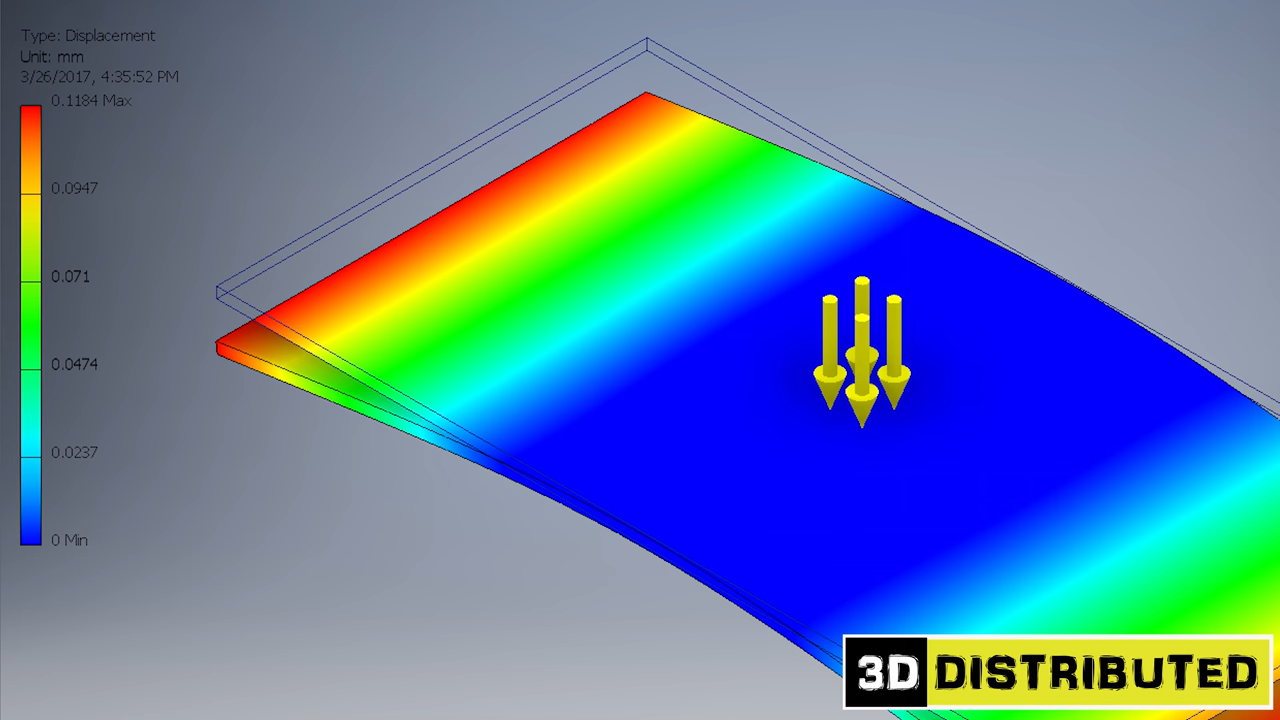 Type: Displacement
Unit: mm
3/26/2017, 4:35:52 PM
0.1184 Max
0.0947
0.071
0.0474
0.0237
0 Min
3D DISTRIBUTED